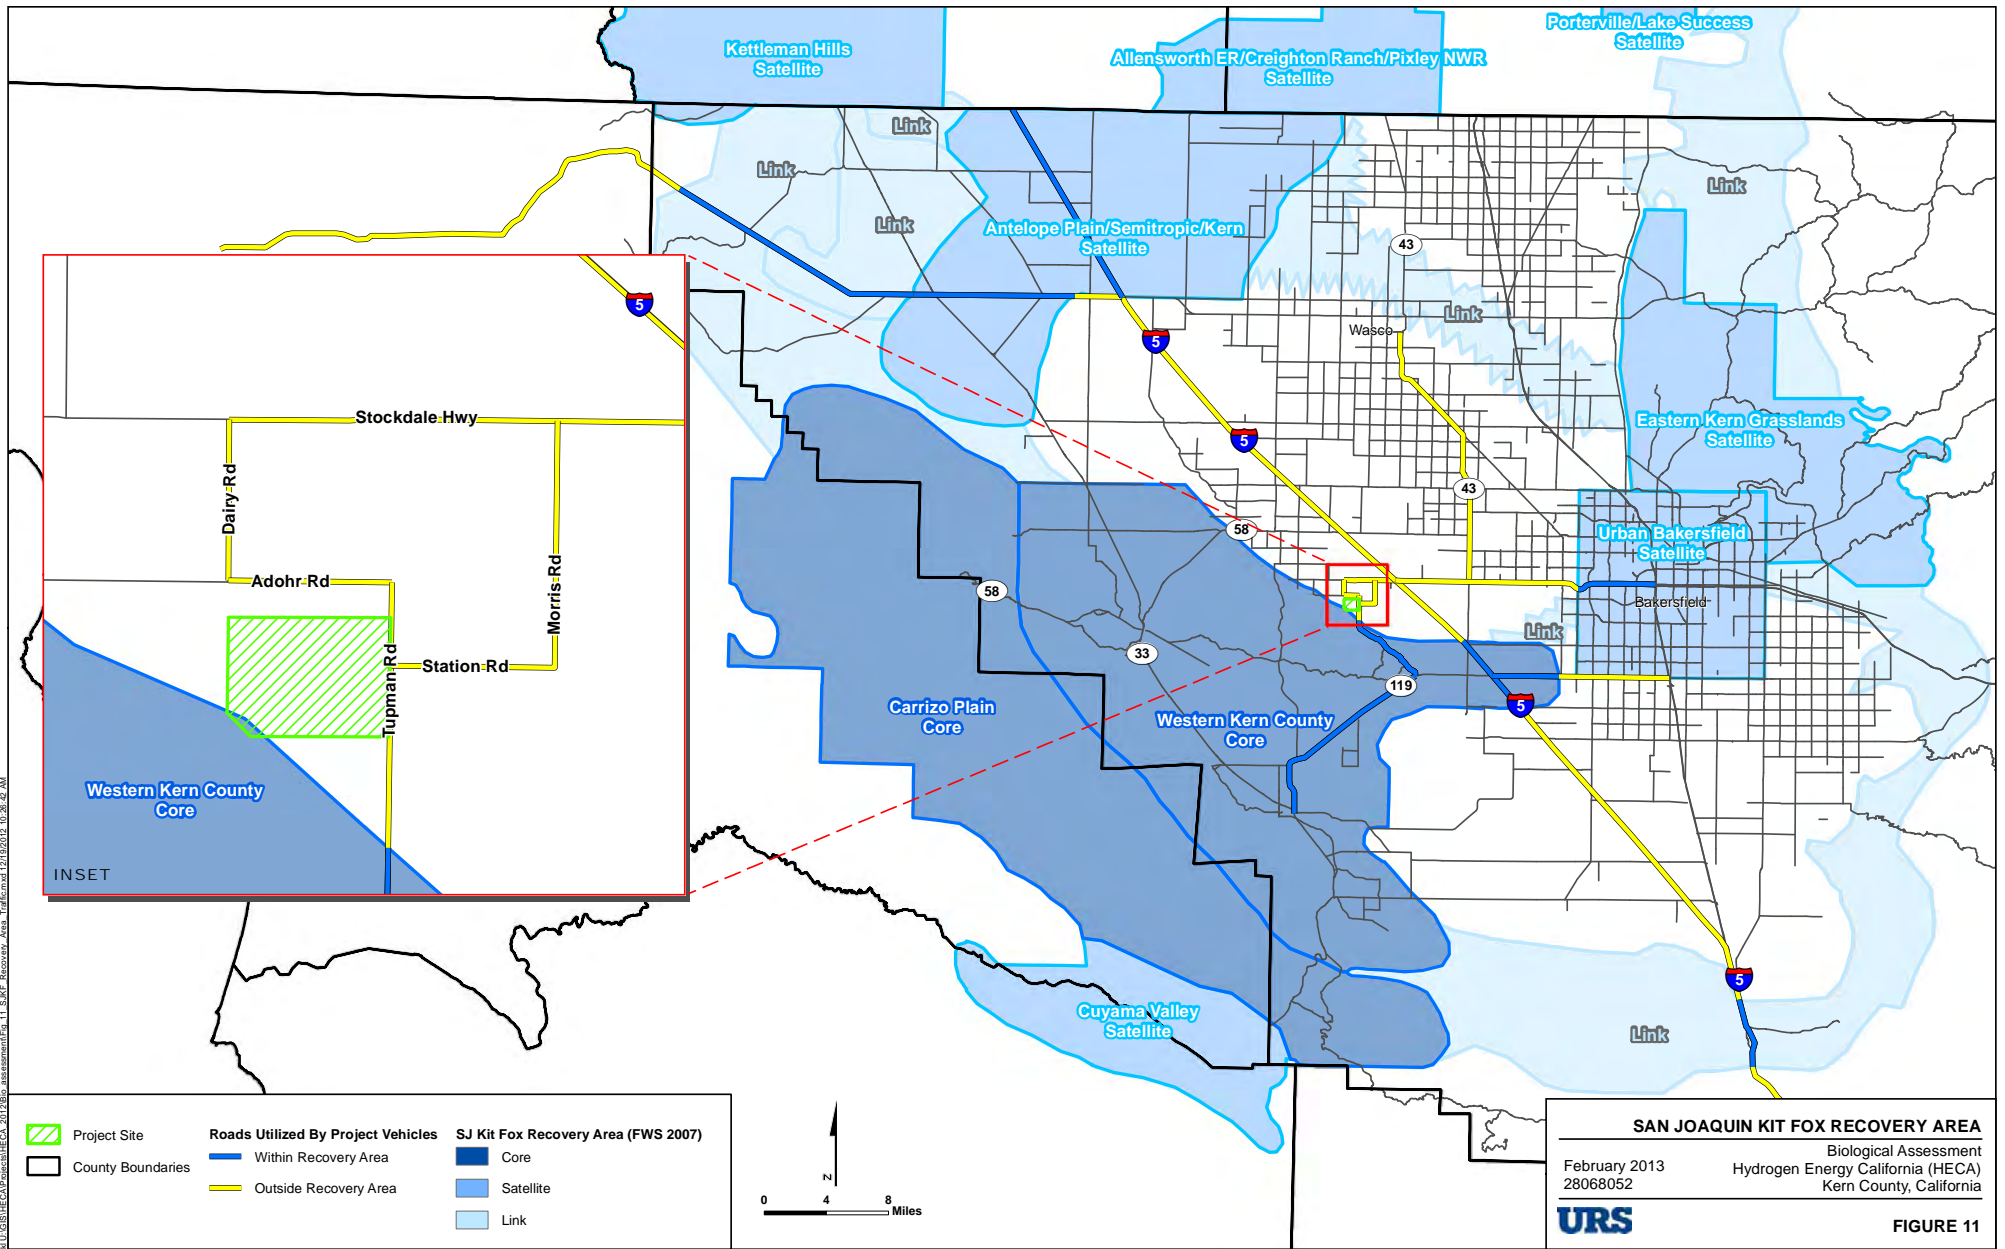 Kettleman Hills
Satellite
Allensworth ER/Creighton Ranch/Pixley NWR
Satellite
Porterville/Lake Success
Satellite
Link
Link
Link
Link
Antelope Plain/Semitropic/Kern
Satellite
43
Link
Wasco
5
5
5
Stockdale Hwy
Dairy Rd
Adohr Rd
Morris Rd
Station Rd
Tupman Rd
Western Kern County
Core
INSET
Eastern Kern Grasslands
Satellite
43
58
58
Urban Bakersfield
Satellite
Bakersfield
Link
33
119
5
Carrizo Plain
Core
Western Kern County
Core
5
Cuyama Valley
Satellite
Link
Project Site
County Boundaries
Roads Utilized By Project Vehicles
Within Recovery Area
Outside Recovery Area
SJ Kit Fox Recovery Area (FWS 2007)
Core
Satellite
Link
N
0 4 8
Miles
SAN JOAQUIN KIT FOX RECOVERY AREA
Biological Assessment
February 2013
Hydrogen Energy California (HECA)
28068052
Kern County, California
URS
FIGURE 11